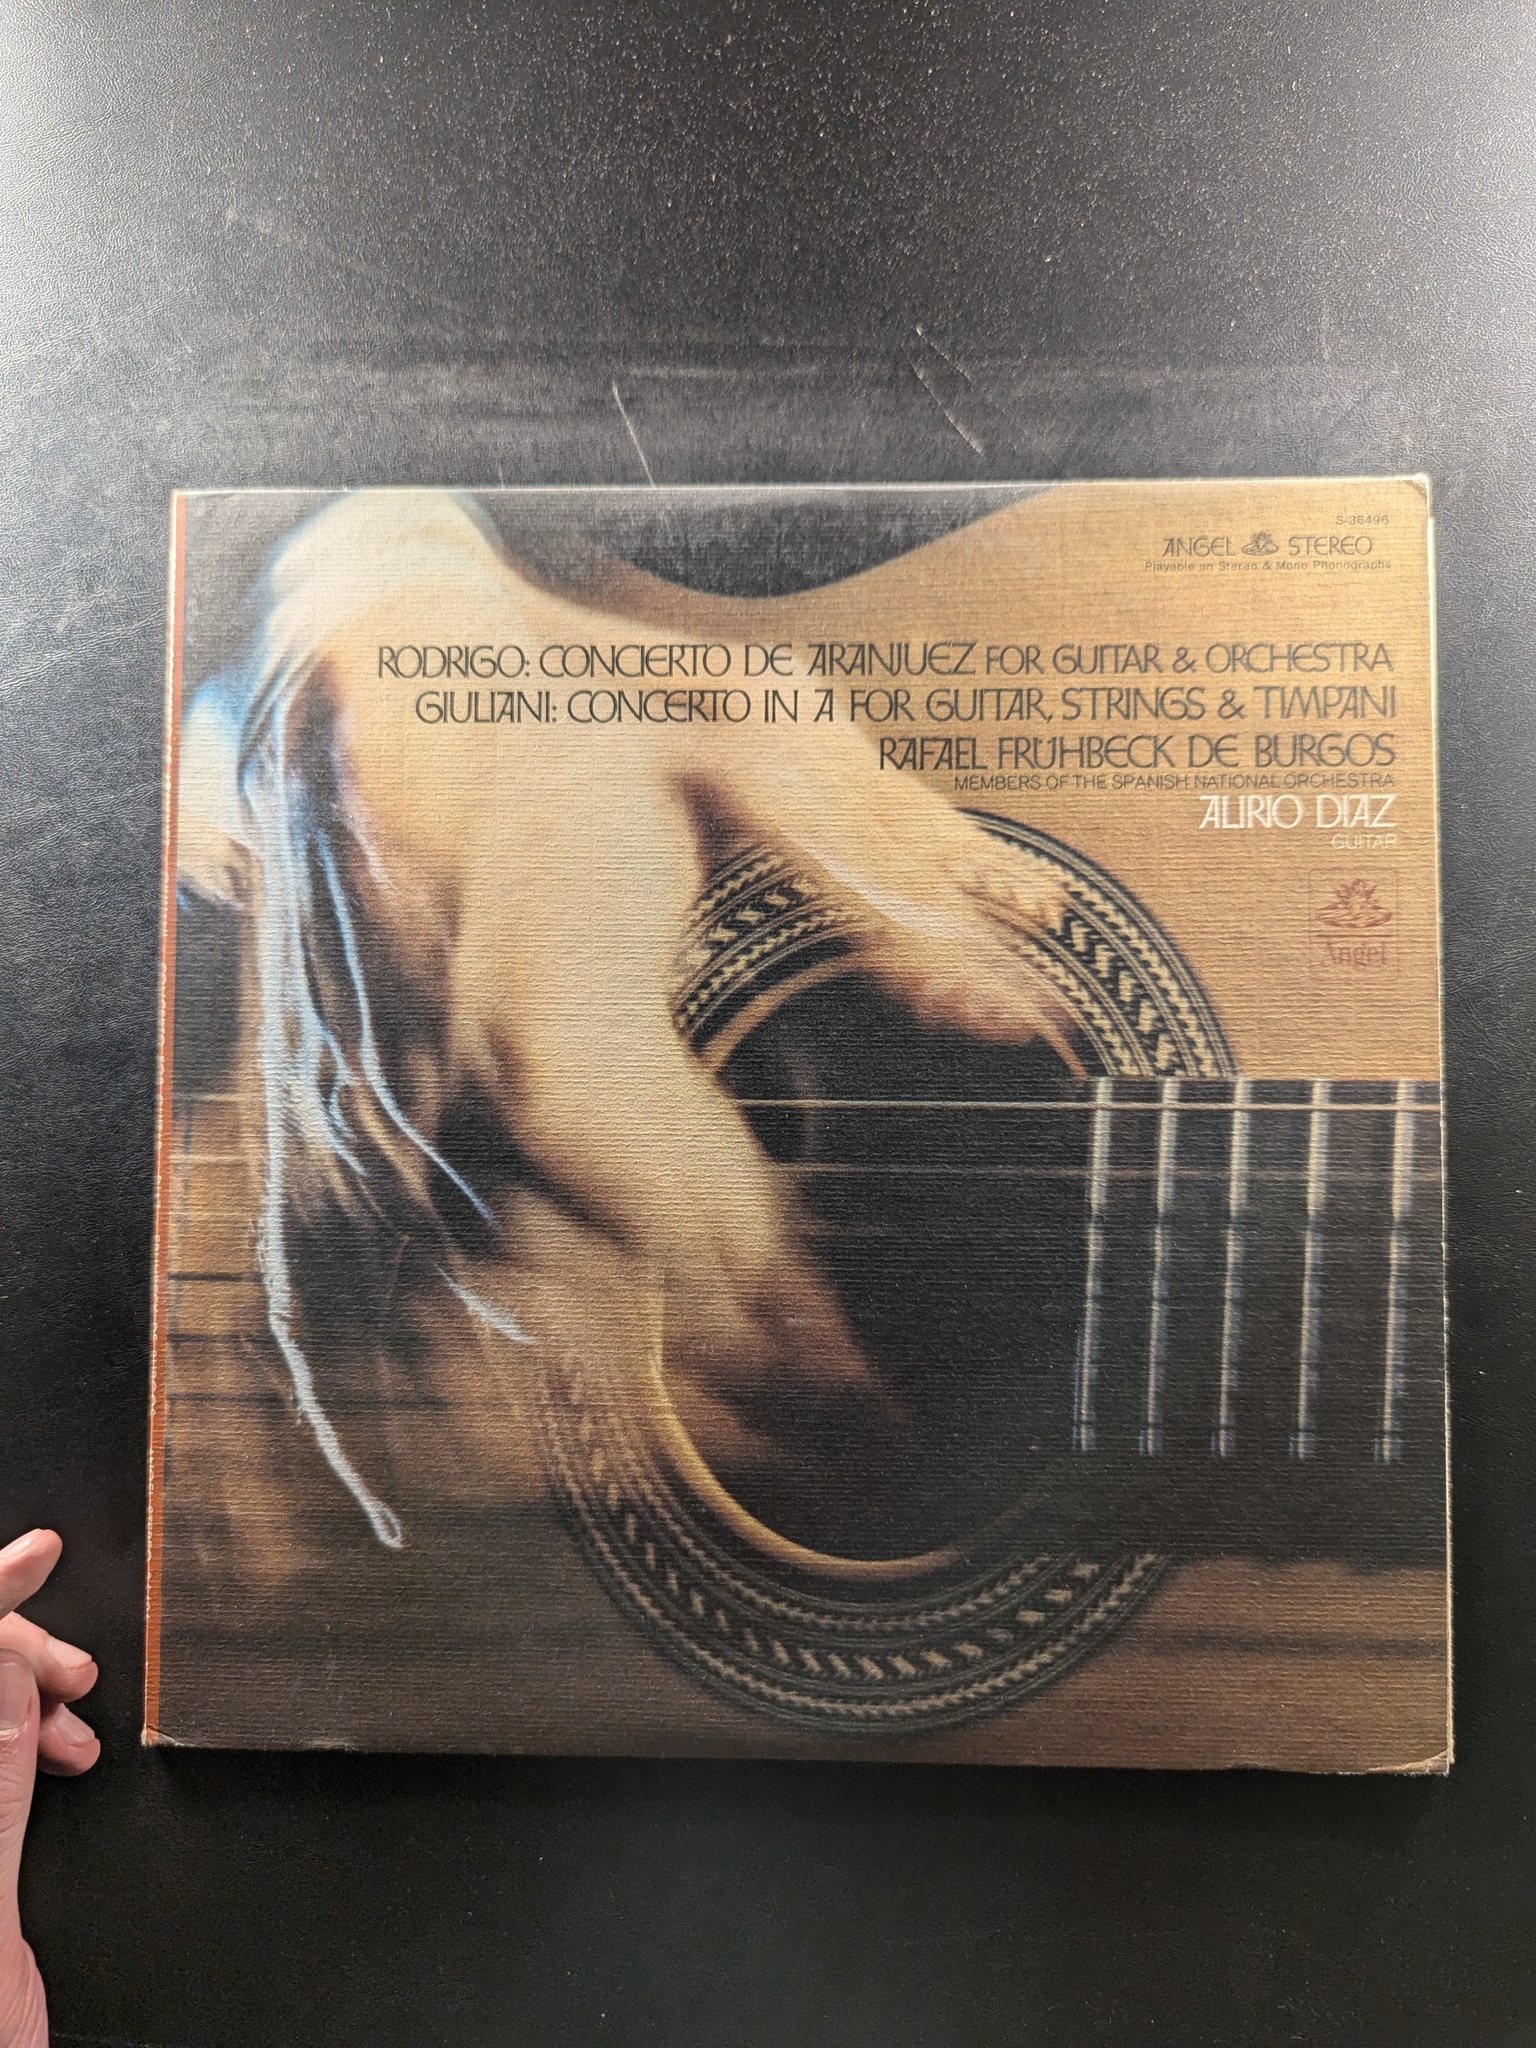 S-36496
ANGEL STEREO
Playable on Stereo & Mono Phonographs
RODRIGO: CONCIERTO DE ARANJUEZ FOR GUITAR & ORCHESTRA
GIULIANI: CONCERTO IN A FOR GUITAR, STRINGS & TIMPANI
RAFAEL FRÜHBECK DE BURGOS
MEMBERS OF THE SPANISH NATIONAL ORCHESTRA
ALIRIO DIAZ
GUITAR
Angel